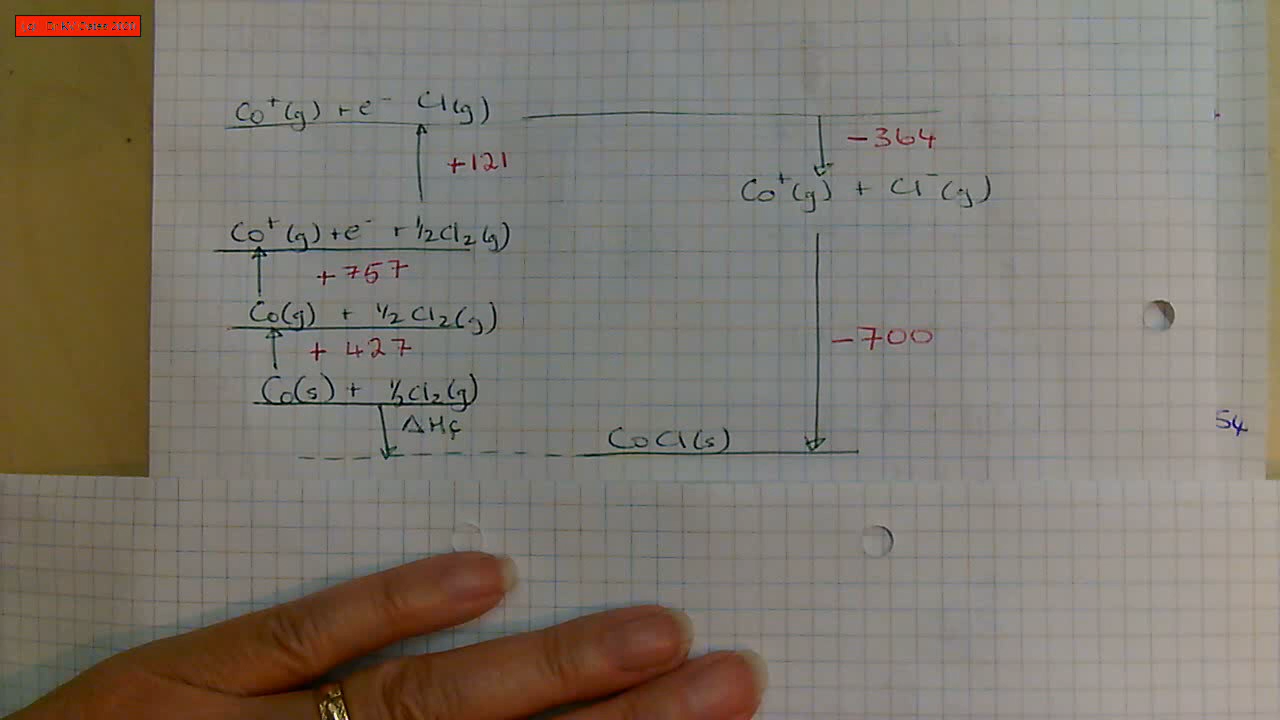 Co⁺(g) + e⁻ Cl(g)
-364
+121
Co⁺(g) + Cl⁻(g)
Co⁺(g) + e⁻ + ½Cl₂(g)
+757
Co(g) + ½Cl₂(g)
-700
+ 427
Co(s) + ½Cl₂(g)
ΔHf
54
CoCl(s)